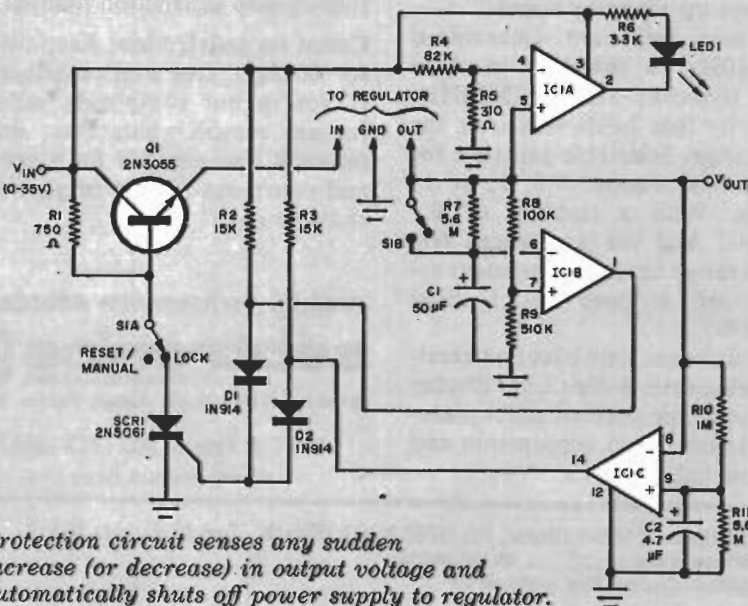 R6
3.3K
LED1
R4
82K
4
3
2
IC1A
5
TO REGULATOR
IN GND OUT
R5
310
Ω
Q1
2N3055
VIN
(0-35V)
VOUT
R1
750
Ω
R2
15K
R3
15K
R7
5.6
M
R8
100K
S1B
6
7
1
IC1B
C1
50µF
R9
510K
S1A
RESET/
MANUAL
LOCK
D1
1N914
D2
1N914
SCR1
2N5061
R10
1M
8
9
14
12
IC1C
C2
4.7
µF
5.6
M
rotection circuit senses any sudden
crease (or decrease) in output voltage and
utomatically shuts off power supply to regulator.